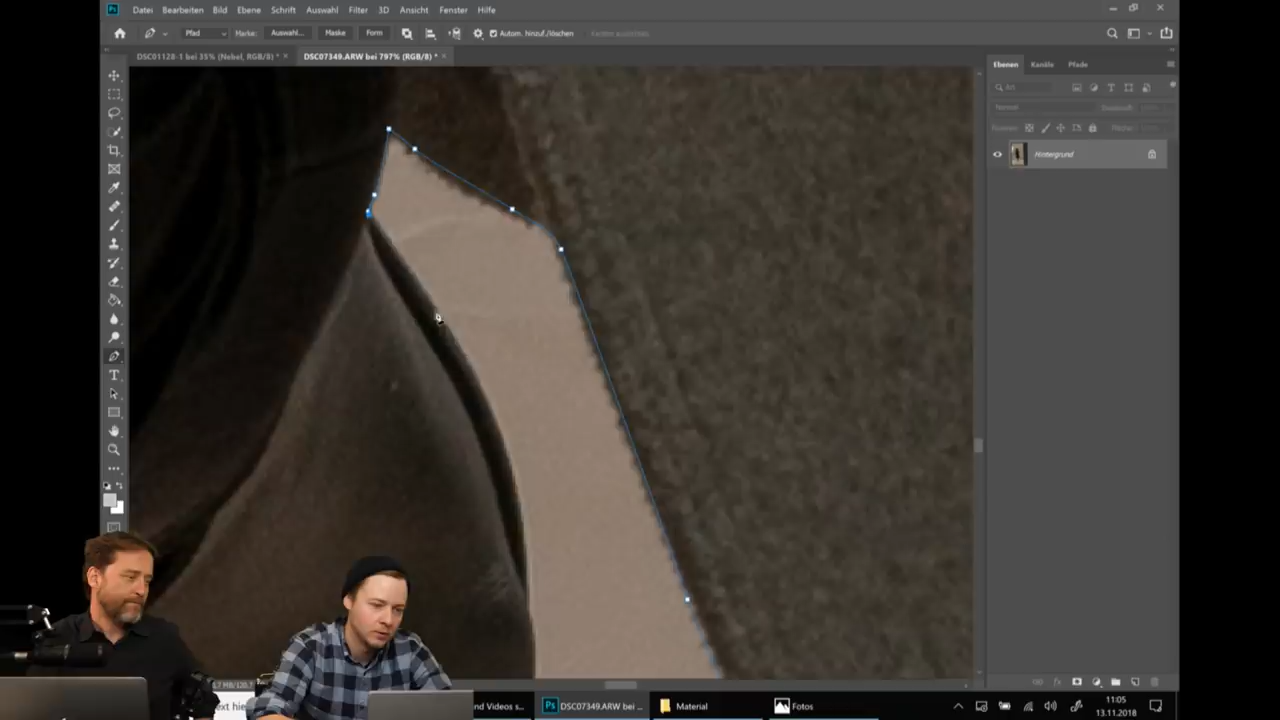 Datei Bearbeiten Bild Ebene Schrift Auswahl Filter 3D Ansicht Fenster Hilfe
Pfad Marke: Auswahl... Maske Form Autom. hinzuf./löschen
DSC01128-1 bei 35% (Nebel, RGB/8) * × DSC07349.ARW bei 797% (RGB/8) * ×
Ebenen Kanäle Pfade
Hintergrund
nd Videos s... DSC07349.ARW bei ... Material Fotos
11:05
13.11.2018